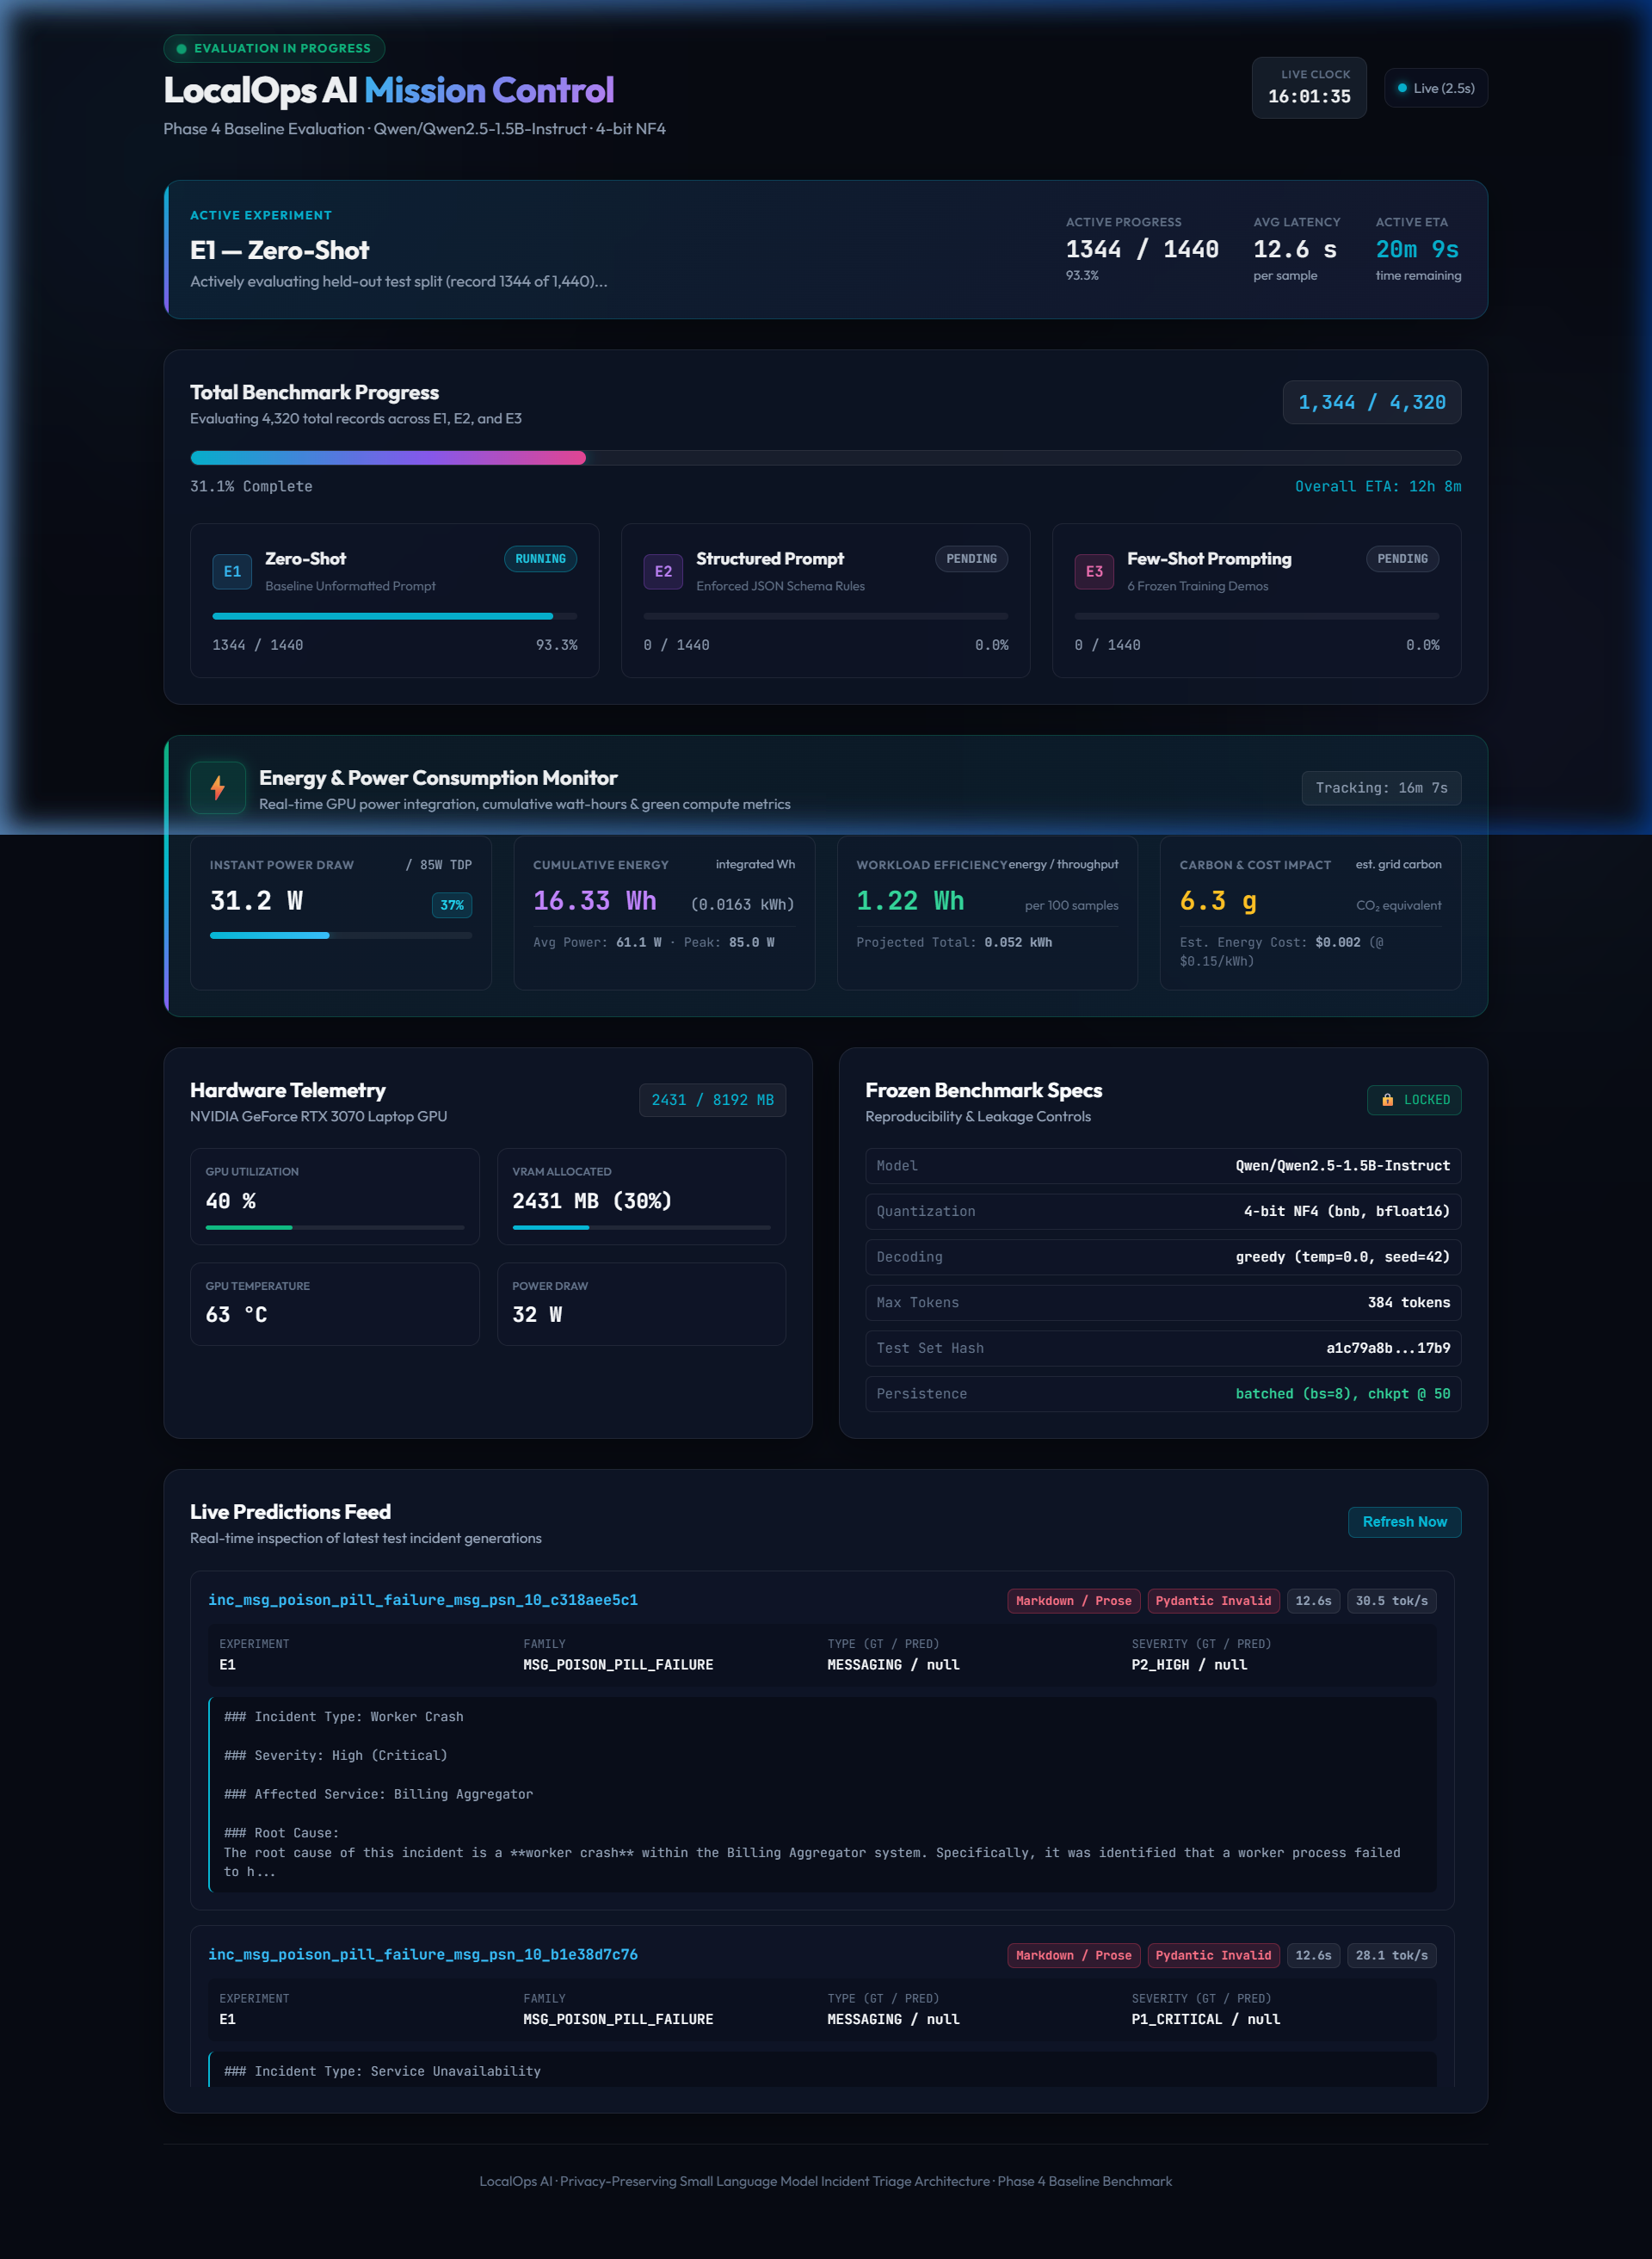 EVALUATION IN PROGRESS
LocalOps AI Mission Control
Phase 4 Baseline Evaluation · Qwen/Qwen2.5-1.5B-Instruct · 4-bit NF4
LIVE CLOCK
16:01:35
Live (2.5s)
ACTIVE EXPERIMENT
E1 — Zero-Shot
Actively evaluating held-out test split (record 1344 of 1,440)...
ACTIVE PROGRESS
1344 / 1440
93.3%
AVG LATENCY
12.6 s
per sample
ACTIVE ETA
20m 9s
time remaining
Total Benchmark Progress
Evaluating 4,320 total records across E1, E2, and E3
1,344 / 4,320
31.1% Complete
Overall ETA: 12h 8m
E1
Zero-Shot
RUNNING
Baseline Unformatted Prompt
1344 / 1440
93.3%
E2
Structured Prompt
PENDING
Enforced JSON Schema Rules
0 / 1440
0.0%
E3
Few-Shot Prompting
PENDING
6 Frozen Training Demos
0 / 1440
0.0%
Energy & Power Consumption Monitor
Real-time GPU power integration, cumulative watt-hours & green compute metrics
Tracking: 16m 7s
INSTANT POWER DRAW
/ 85W TDP
31.2 W
37%
CUMULATIVE ENERGY
integrated Wh
16.33 Wh
(0.0163 kWh)
Avg Power: 61.1 W · Peak: 85.0 W
WORKLOAD EFFICIENCY
energy / throughput
1.22 Wh
per 100 samples
Projected Total: 0.052 kWh
CARBON & COST IMPACT
est. grid carbon
6.3 g
CO₂ equivalent
Est. Energy Cost: $0.002 (@
$0.15/kWh)
Hardware Telemetry
NVIDIA GeForce RTX 3070 Laptop GPU
2431 / 8192 MB
GPU UTILIZATION
40 %
VRAM ALLOCATED
2431 MB (30%)
GPU TEMPERATURE
63 °C
POWER DRAW
32 W
Frozen Benchmark Specs
Reproducibility & Leakage Controls
🔒 LOCKED
Model
Qwen/Qwen2.5-1.5B-Instruct
Quantization
4-bit NF4 (bnb, bfloat16)
Decoding
greedy (temp=0.0, seed=42)
Max Tokens
384 tokens
Test Set Hash
a1c79a8b...17b9
Persistence
batched (bs=8), chkpt @ 50
Live Predictions Feed
Real-time inspection of latest test incident generations
Refresh Now
inc_msg_poison_pill_failure_msg_psn_10_c318aee5c1
Markdown / Prose
Pydantic Invalid
12.6s
30.5 tok/s
EXPERIMENT
E1
FAMILY
MSG_POISON_PILL_FAILURE
TYPE (GT / PRED)
MESSAGING / null
SEVERITY (GT / PRED)
P2_HIGH / null
### Incident Type: Worker Crash
### Severity: High (Critical)
### Affected Service: Billing Aggregator
### Root Cause:
The root cause of this incident is a **worker crash** within the Billing Aggregator system. Specifically, it was identified that a worker process failed
to h...
inc_msg_poison_pill_failure_msg_psn_10_b1e38d7c76
Markdown / Prose
Pydantic Invalid
12.6s
28.1 tok/s
EXPERIMENT
E1
FAMILY
MSG_POISON_PILL_FAILURE
TYPE (GT / PRED)
MESSAGING / null
SEVERITY (GT / PRED)
P1_CRITICAL / null
### Incident Type: Service Unavailability
LocalOps AI · Privacy-Preserving Small Language Model Incident Triage Architecture · Phase 4 Baseline Benchmark